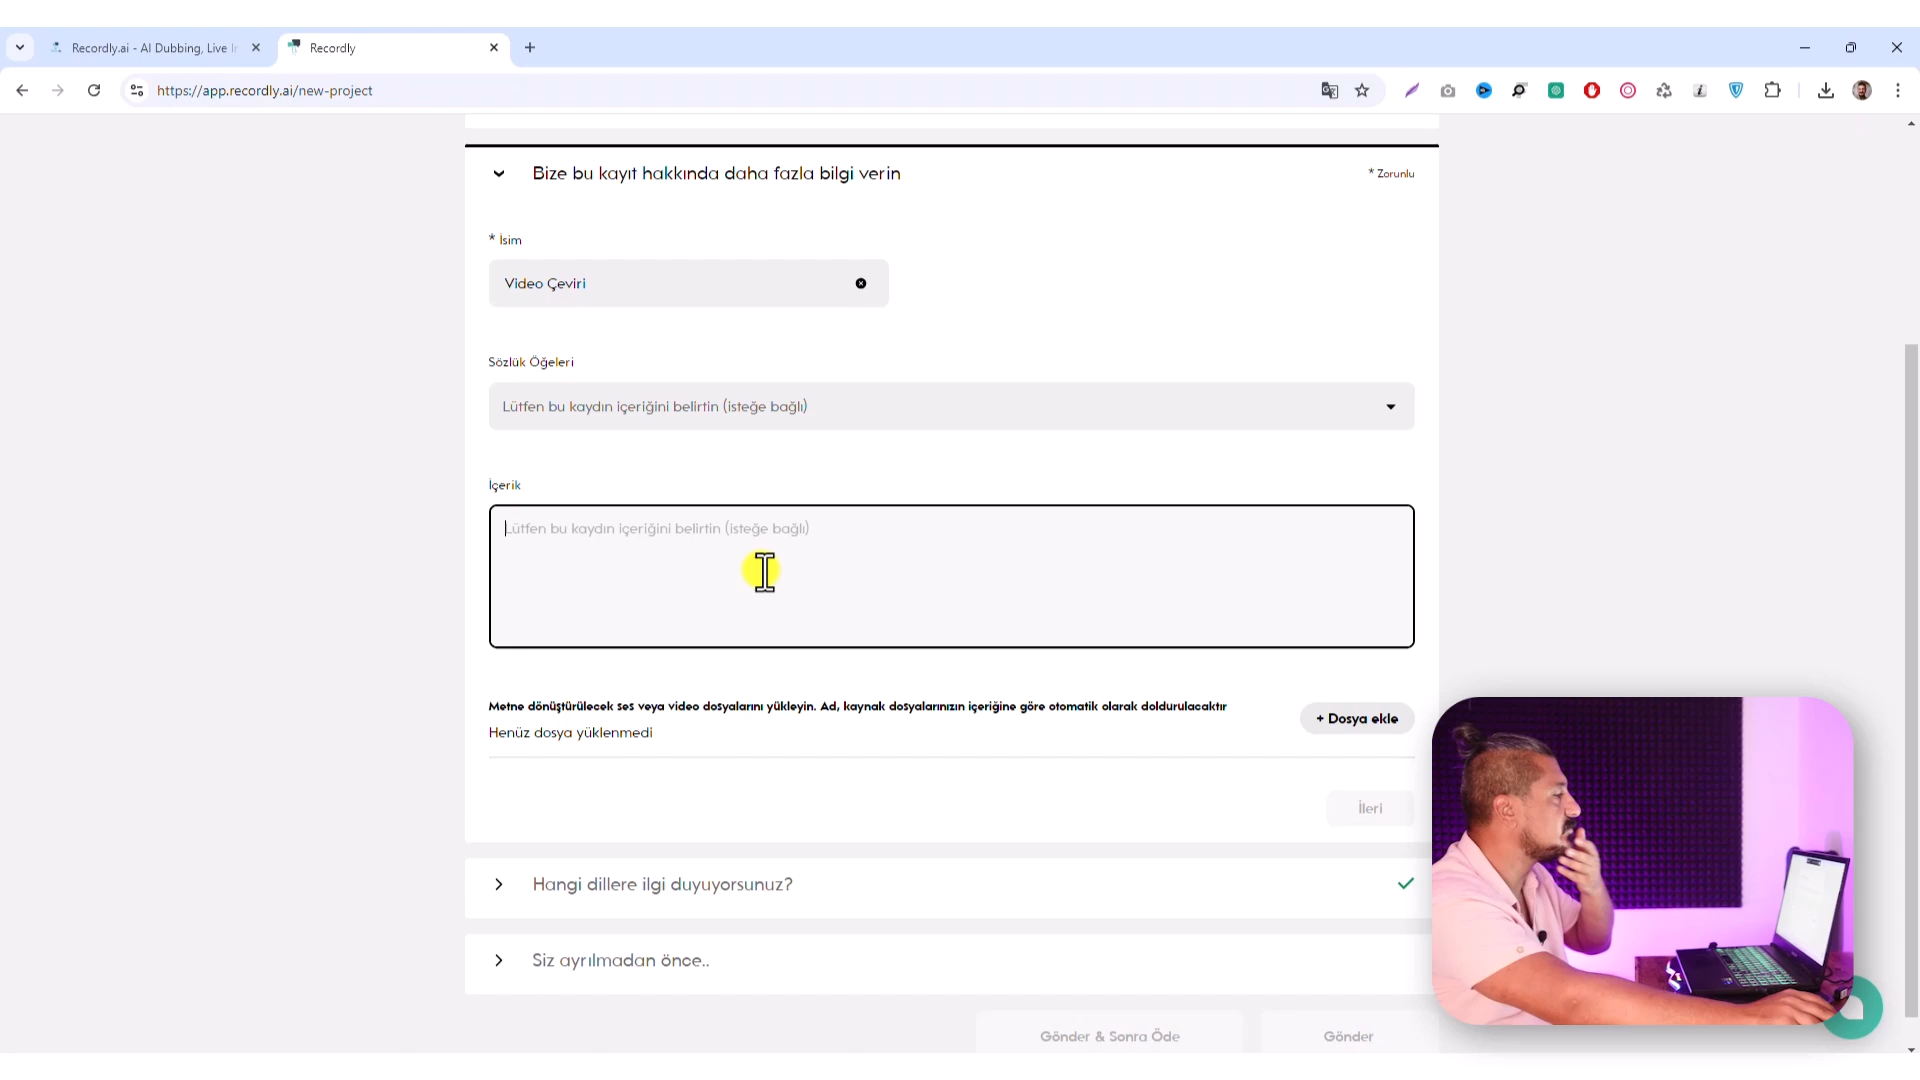 Recordly.ai - AI Dubbing, Live In
Recordly
https://app.recordly.ai/new-project
Bize bu kayıt hakkında daha fazla bilgi verin
* Zorunlu
* İsim
Video Çeviri
Sözlük Öğeleri
Lütfen bu kaydın içeriğini belirtin (isteğe bağlı)
İçerik
Lütfen bu kaydın içeriğini belirtin (isteğe bağlı)
Metne dönüştürülecek ses veya video dosyalarını yükleyin. Ad, kaynak dosyalarınızın içeriğine göre otomatik olarak doldurulacaktır
+ Dosya ekle
Henüz dosya yüklenmedi
İleri
Hangi dillere ilgi duyuyorsunuz?
Siz ayrılmadan önce..
Gönder & Sonra Öde
Gönder